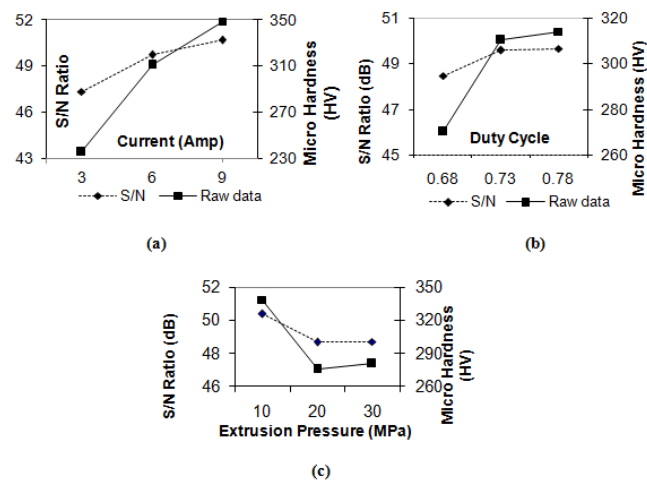 52
49
46
43
S/N Ratio
350
310
270
230
Micro Hardness
(HV)
Current (Amp)
3 6 9
S/N Raw data
(a)
51
49
47
45
S/N Ratio (dB)
320
300
280
260
Micro Hardness (HV)
Duty Cycle
0.68 0.73 0.78
S/N Raw data
(b)
52
50
48
46
S/N Ratio (dB)
350
320
290
260
Micro Hardness
(HV)
10 20 30
Extrusion Pressure (MPa)
(c)